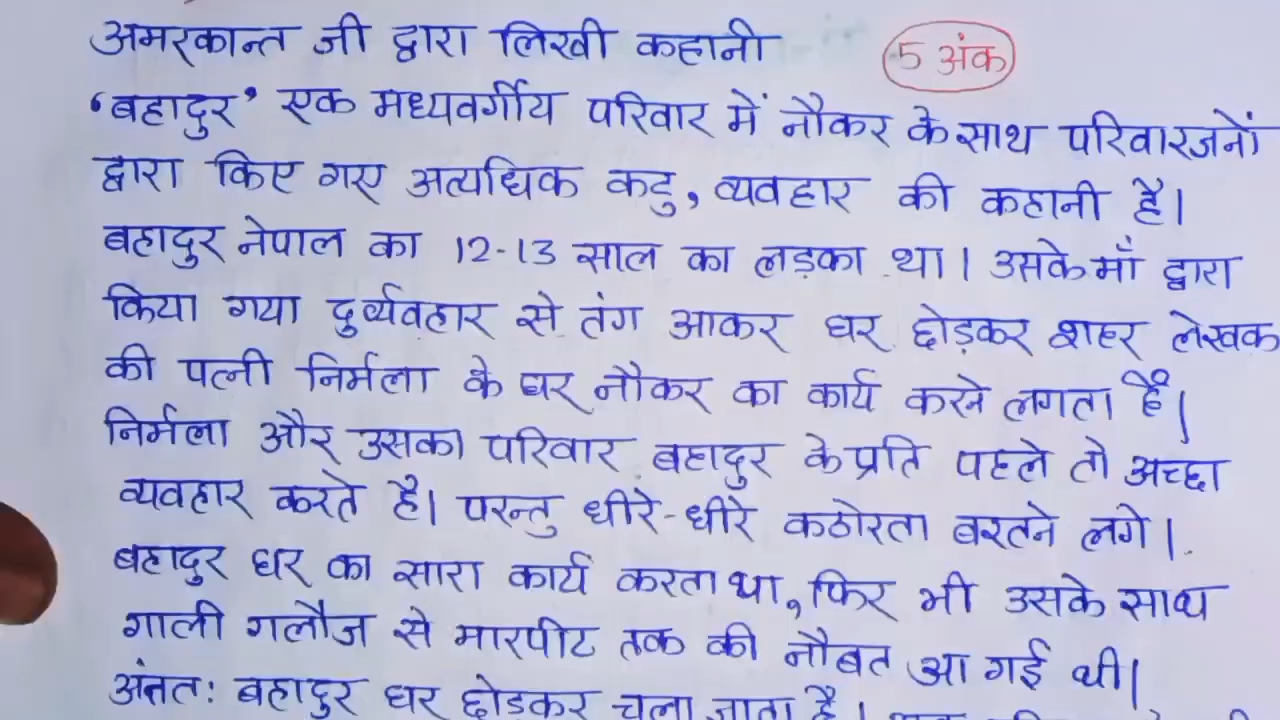 अमरकान्त जी द्वारा लिखी कहानी 5 अंक
‘बहादुर’ एक मध्यवर्गीय परिवार में नौकर के साथ परिवारजनों
द्वारा किए गए अत्यधिक कटु, व्यवहार की कहानी है।
बहादुर नेपाल का 12-13 साल का लड़का था। उसके माँ द्वारा
किया गया दुर्व्यवहार से तंग आकर घर छोड़कर शहर लेखक
की पत्नी निर्मला के घर नौकर का कार्य करने लगता है।
निर्मला और उसका परिवार बहादुर के प्रति पहले तो अच्छा
व्यवहार करते है। परन्तु धीरे-धीरे कठोरता बरतने लगे।
बहादुर घर का सारा कार्य करता था, फिर भी उसके साथ
गाली गलौज से मारपीट तक की नौबत आ गई थी।
अंतत: बहादुर घर छोड़कर चला जाता है।